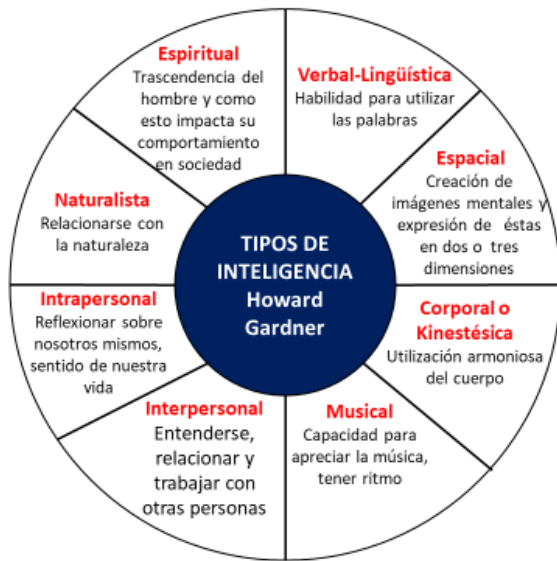 Espiritual
Trascendencia del
hombre y como
esto impacta su
comportamiento
en sociedad
Verbal-Lingüística
Habilidad para utilizar
las palabras
Espacial
Creación de
imágenes mentales y
expresión de éstas
en dos o tres
dimensiones
Corporal o
Kinestésica
Utilización armoniosa
del cuerpo
Musical
Capacidad para
apreciar la música,
tener ritmo
Interpersonal
Entenderse,
relacionar y
trabajar con
otras personas
Intrapersonal
Reflexionar sobre
nosotros mismos,
sentido de nuestra
vida
Naturalista
Relacionarse con
la naturaleza
TIPOS DE
INTELIGENCIA
Howard
Gardner